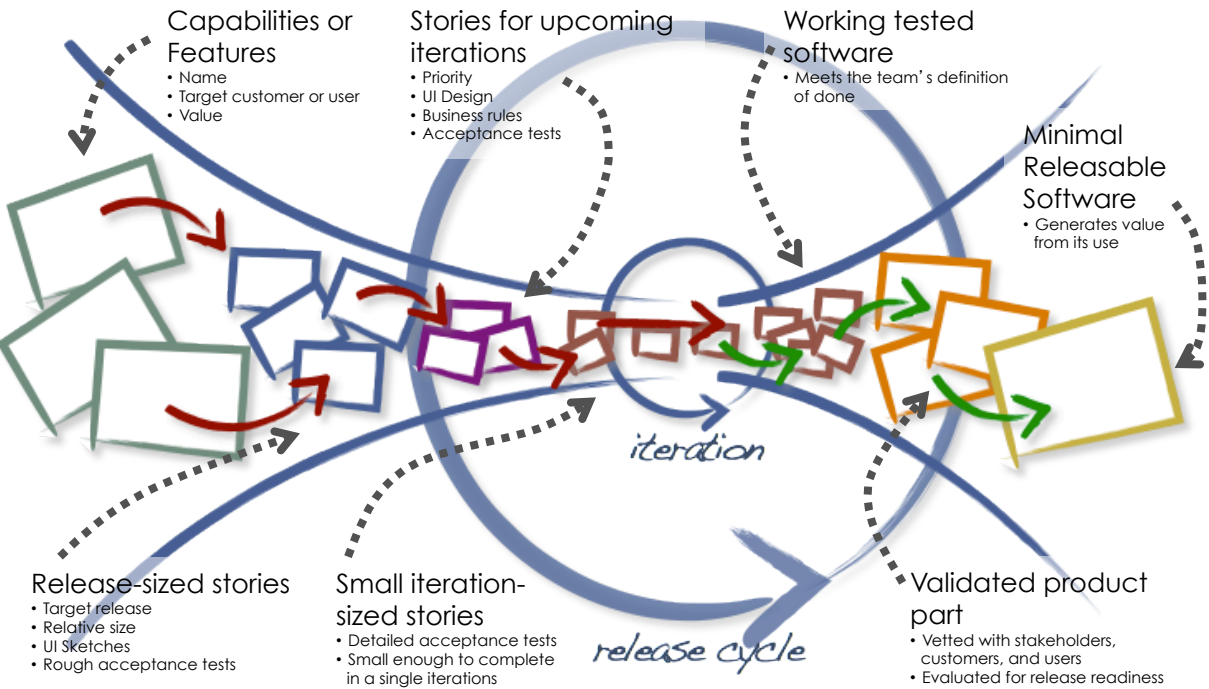 Capabilities or
Features
• Name
• Target customer or user
• Value
Stories for upcoming
iterations
• Priority
• UI Design
• Business rules
• Acceptance tests
Working tested
software
• Meets the team's definition
of done
Minimal
Releasable
Software
• Generates value
from its use
iteration
release cycle
Release-sized stories
• Target release
• Relative size
• UI Sketches
• Rough acceptance tests
Small iteration-
sized stories
• Detailed acceptance tests
• Small enough to complete
in a single iterations
Validated product
part
• Vetted with stakeholders,
customers, and users
• Evaluated for release readiness